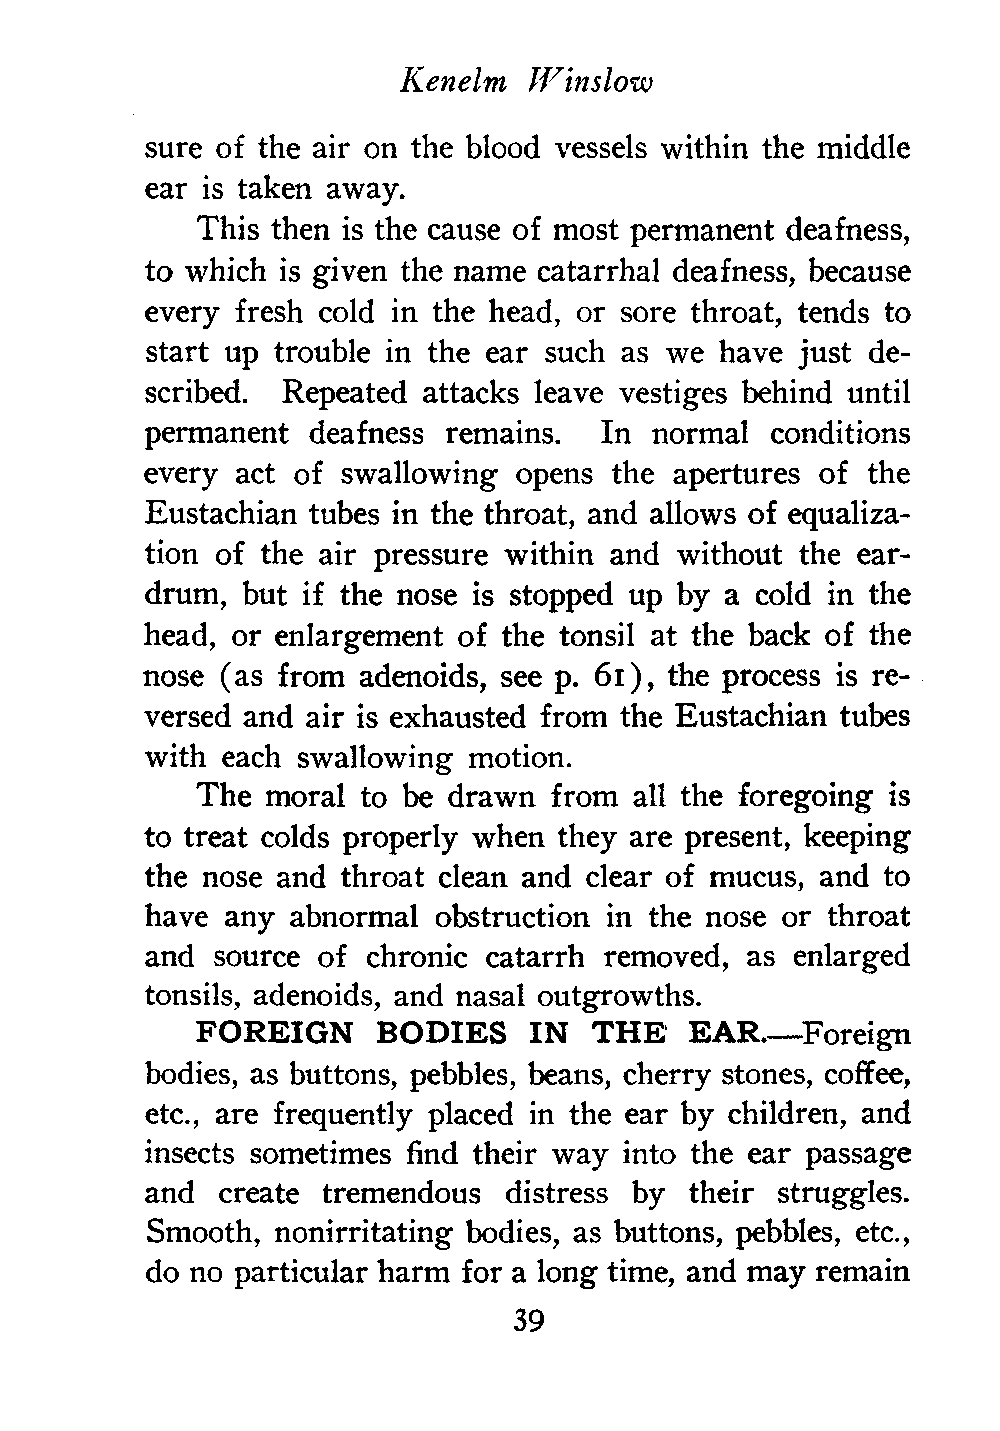 Kenelm Winslow
sure of the air on the blood vessels within the middle
ear is taken away.
This then is the cause of most permanent deafness,
to which is given the name catarrhal deafness, because
every fresh cold in the head, or sore throat, tends to
start up trouble in the ear such as we have just de-
scribed. Repeated attacks leave vestiges behind until
permanent deafness remains. In normal conditions
every act of swallowing opens the apertures of the
Eustachian tubes in the throat, and allows of equaliza-
tion of the air pressure within and without the ear-
drum, but if the nose is stopped up by a cold in the
head, or enlargement of the tonsil at the back of the
nose (as from adenoids, see p. 61), the process is re-
versed and air is exhausted from the Eustachian tubes
with each swallowing motion.
The moral to be drawn from all the foregoing is
to treat colds properly when they are present, keeping
the nose and throat clean and clear of mucus, and to
have any abnormal obstruction in the nose or throat
and source of chronic catarrh removed, as enlarged
tonsils, adenoids, and nasal outgrowths.
FOREIGN BODIES IN THE EAR.—Foreign
bodies, as buttons, pebbles, beans, cherry stones, coffee,
etc., are frequently placed in the ear by children, and
insects sometimes find their way into the ear passage
and create tremendous distress by their struggles.
Smooth, nonirritating bodies, as buttons, pebbles, etc.,
do no particular harm for a long time, and may remain
39